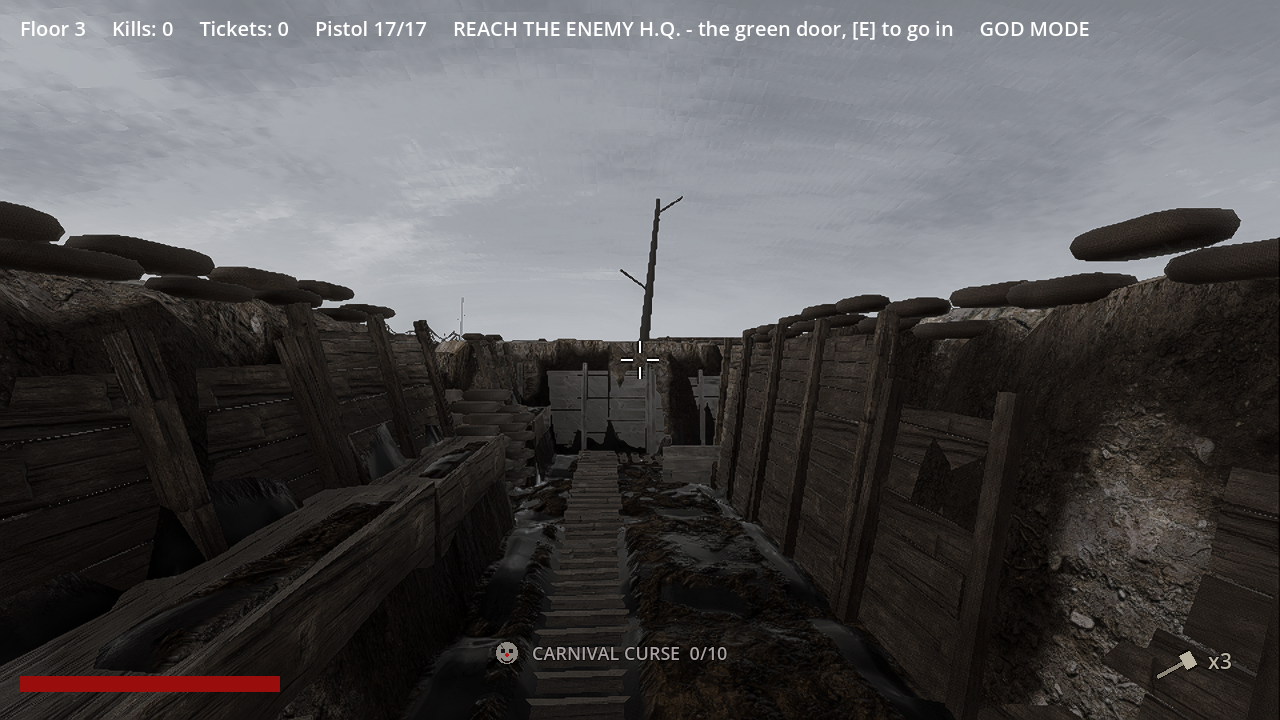 Floor 3 Kills: 0 Tickets: 0 Pistol 17/17 REACH THE ENEMY H.Q. - the green door, [E] to go in GOD MODE
CARNIVAL CURSE 0/10
x3